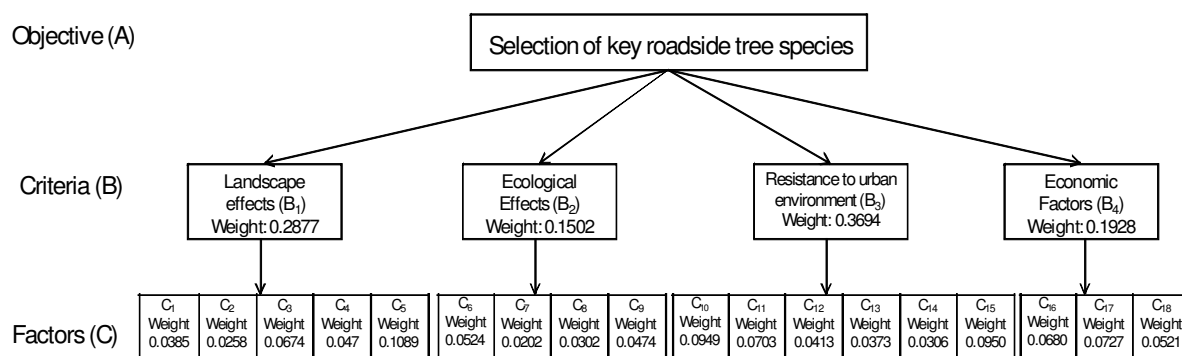 Objective (A)
Selection of key roadside tree species
Criteria (B)
Landscape
effects (B₁)
Weight: 0.2877
Ecological
Effects (B₂)
Weight: 0.1502
Resistance to urban
environment (B₃)
Weight: 0.3694
Economic
Factors (B₄)
Weight: 0.1928
Factors (C)
C₁
Weight
0.0385
C₂
Weight
0.0258
C₃
Weight
0.0674
C₄
Weight
0.047
C₅
Weight
0.1089
C₆
Weight
0.0524
C₇
Weight
0.0202
C₈
Weight
0.0302
C₉
Weight
0.0474
C₁₀
Weight
0.0949
C₁₁
Weight
0.0703
C₁₂
Weight
0.0413
C₁₃
Weight
0.0373
C₁₄
Weight
0.0306
C₁₅
Weight
0.0950
C₁₆
Weight
0.0680
C₁₇
Weight
0.0727
C₁₈
Weight
0.0521